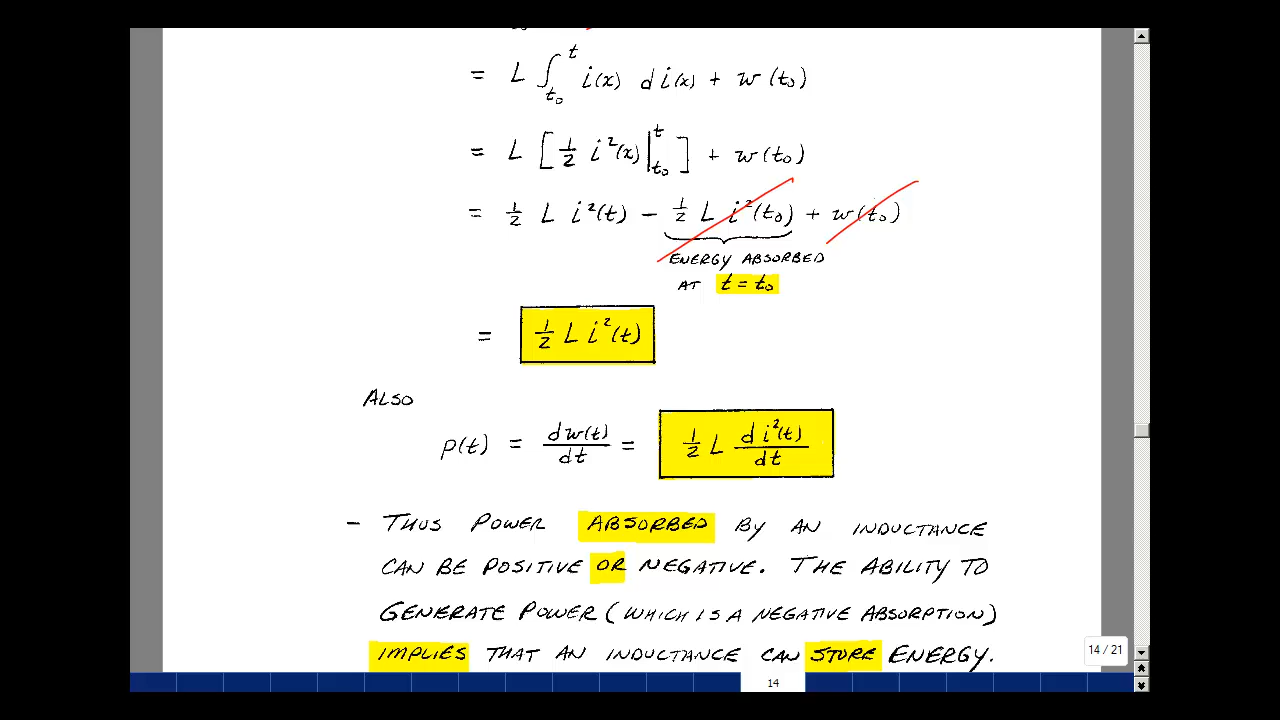 = L ∫_{t₀}^{t} i(x) d i(x) + w(t₀)
= L [ ½ i²(x) |_{t₀}^{t} ] + w(t₀)
= ½ L i²(t) − ½ L i²(t₀) + w(t₀)
ENERGY ABSORBED
AT t = t₀
= ½ L i²(t)
ALSO
p(t) = dw(t)/dt = ½ L d i²(t)/dt
- THUS POWER ABSORBED BY AN INDUCTANCE
CAN BE POSITIVE OR NEGATIVE. THE ABILITY TO
GENERATE POWER (WHICH IS A NEGATIVE ABSORPTION)
IMPLIES THAT AN INDUCTANCE CAN STORE ENERGY.
14 / 21
14